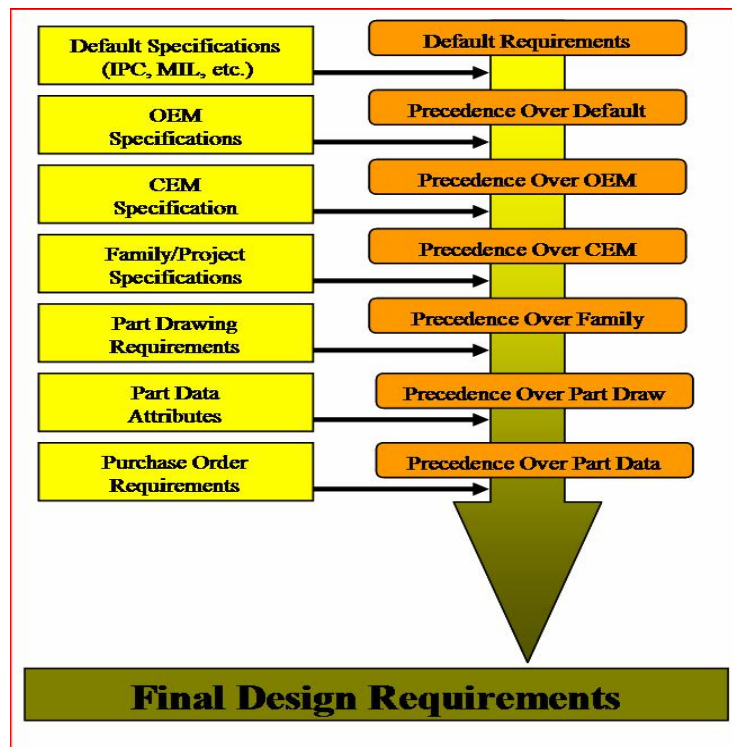 Default Specifications
(IPC, MIL, etc.)
Default Requirements
OEM
Specifications
Precedence Over Default
CEM
Specification
Precedence Over OEM
Family/Project
Specifications
Precedence Over CEM
Part Drawing
Requirements
Precedence Over Family
Part Data
Attributes
Precedence Over Part Draw
Purchase Order
Requirements
Precedence Over Part Data
Final Design Requirements